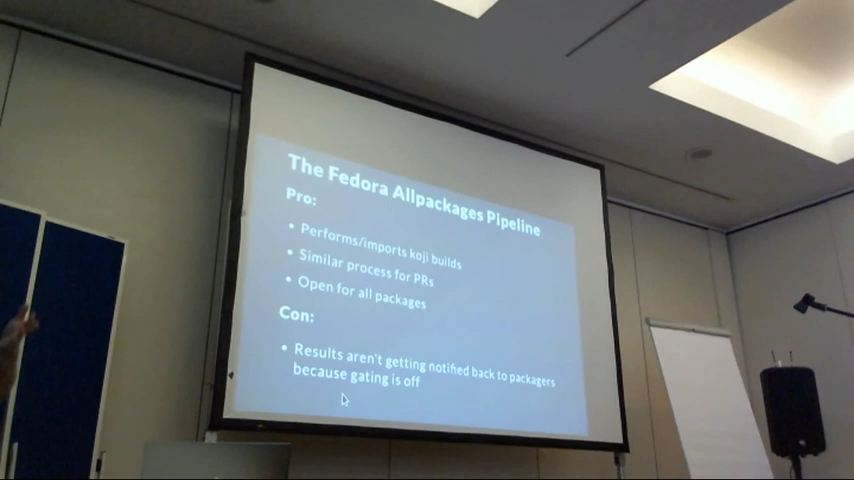 The Fedora Allpackages Pipeline
Pro:
• Performs/imports koji builds
• Similar process for PRs
• Open for all packages
Con:
• Results aren't getting notified back to packagers
because gating is off